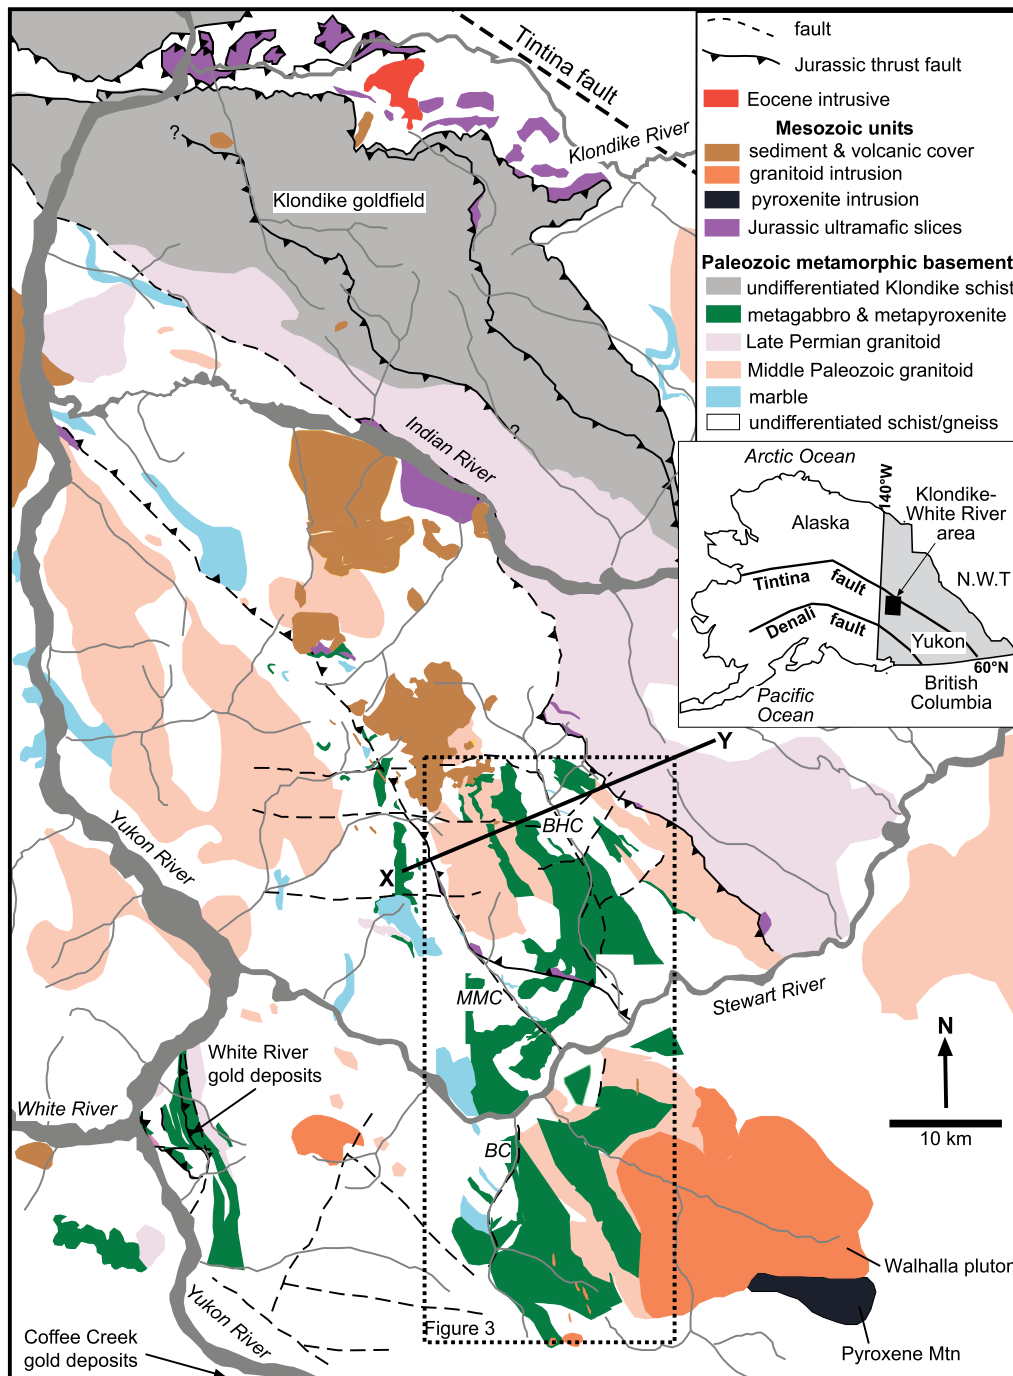 fault
Jurassic thrust fault
Eocene intrusive
Mesozoic units
sediment & volcanic cover
granitoid intrusion
pyroxenite intrusion
Jurassic ultramafic slices
Paleozoic metamorphic basement
undifferentiated Klondike schist
metagabbro & metapyroxenite
Late Permian granitoid
Middle Paleozoic granitoid
marble
undifferentiated schist/gneiss
Tintina fault
Klondike River
?
Klondike goldfield
Indian River
?
Arctic Ocean
140°W
Klondike-
White River
area
Alaska
N.W.T
Tintina fault
Denali fault
Yukon
60°N
British
Columbia
Pacific
Ocean
Y
BHC
X
Yukon River
MMC
Stewart River
N
10 km
White River
gold deposits
White River
BC
Walhalla pluton
Pyroxene Mtn
Figure 3
Yukon River
Coffee Creek
gold deposits